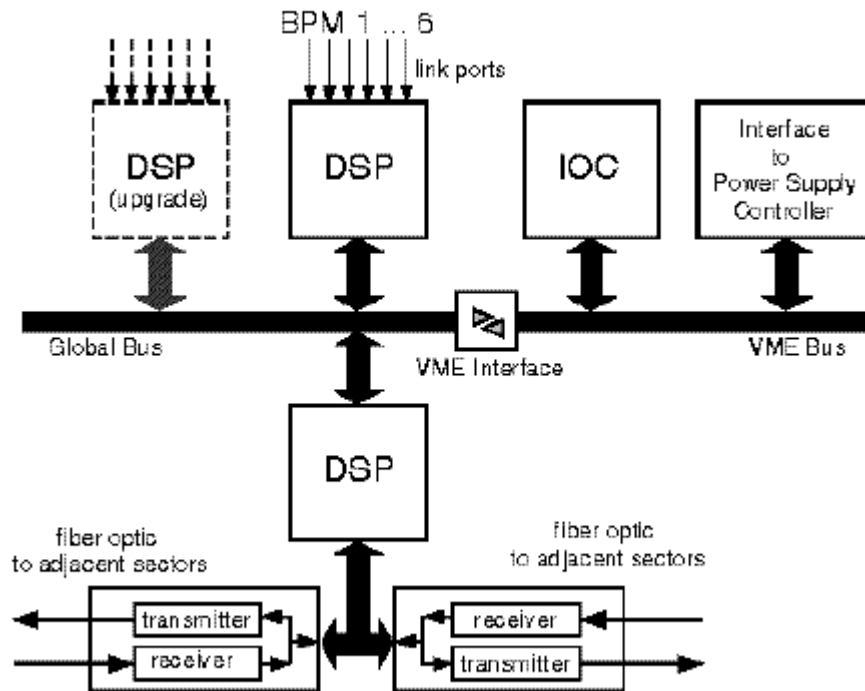 BPM 1 ... 6
link ports
DSP
(upgrade)
DSP
IOC
Interface
to
Power Supply
Controller
Global Bus
VME Interface
VME Bus
DSP
fiber optic
to adjacent sectors
fiber optic
to adjacent sectors
transmitter
receiver
receiver
transmitter